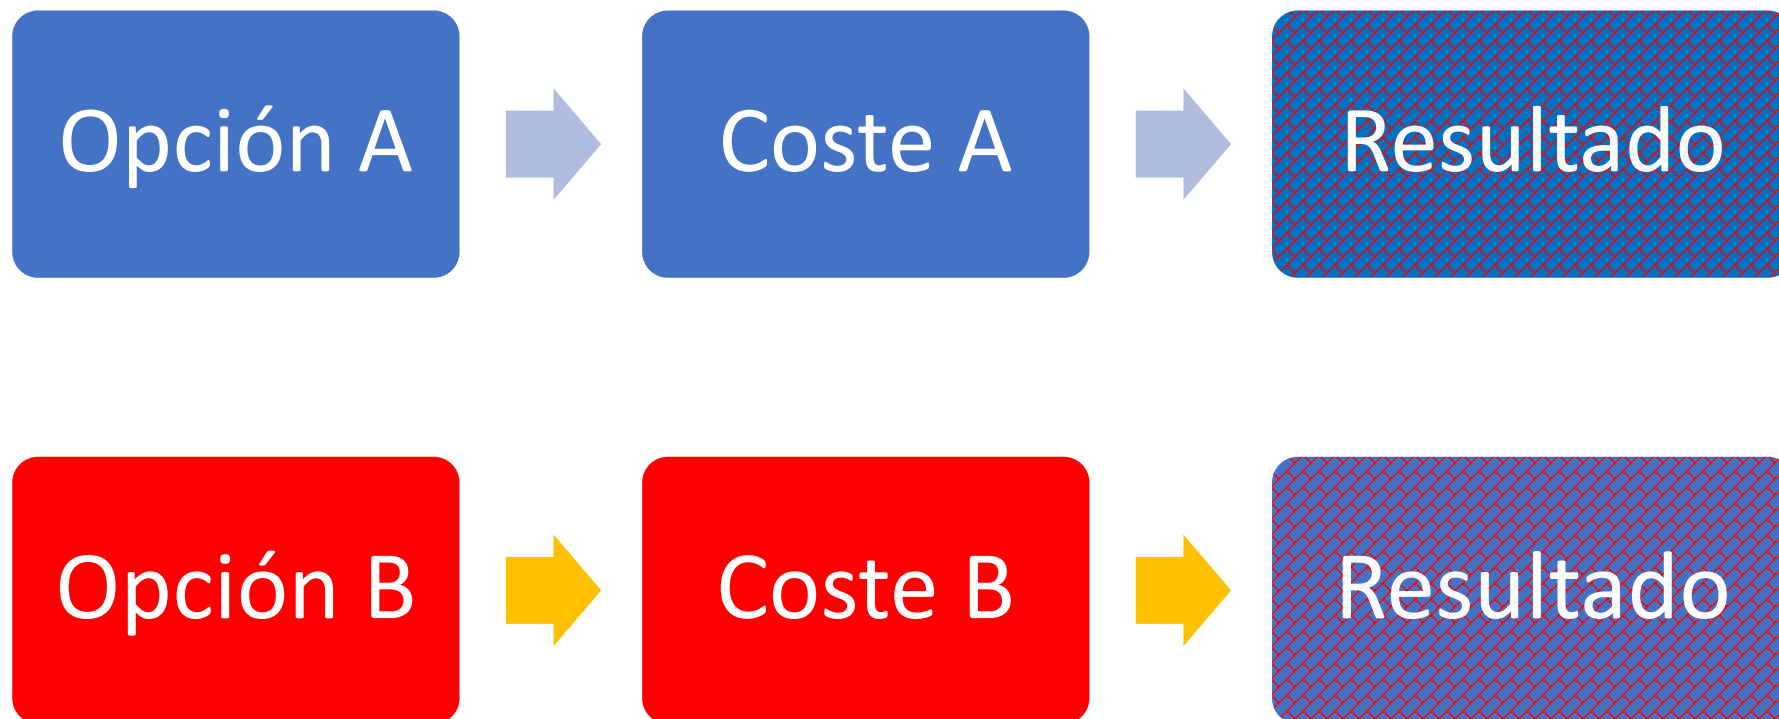 Opción A
Coste A
Resultado
Opción B
Coste B
Resultado